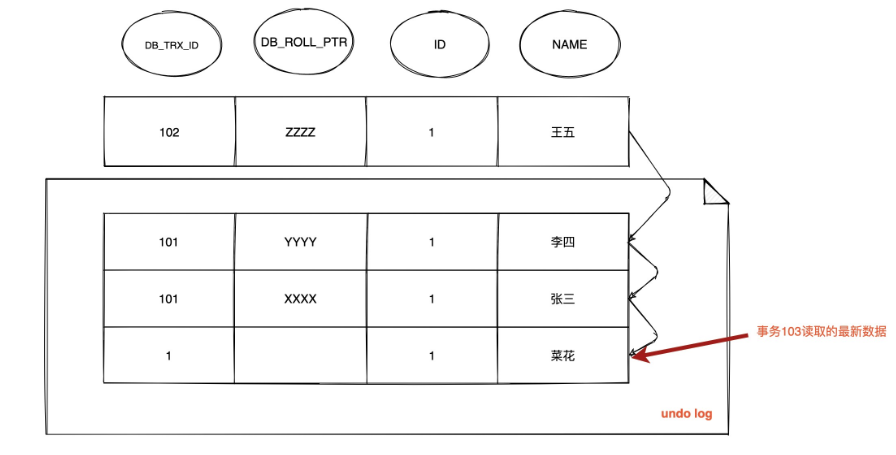 DB_TRX_ID DB_ROLL_PTR ID NAME
102 ZZZZ 1 王五
101 YYYY 1 李四
101 XXXX 1 张三
事务103读取的最新数据
1 1 菜花
undo log